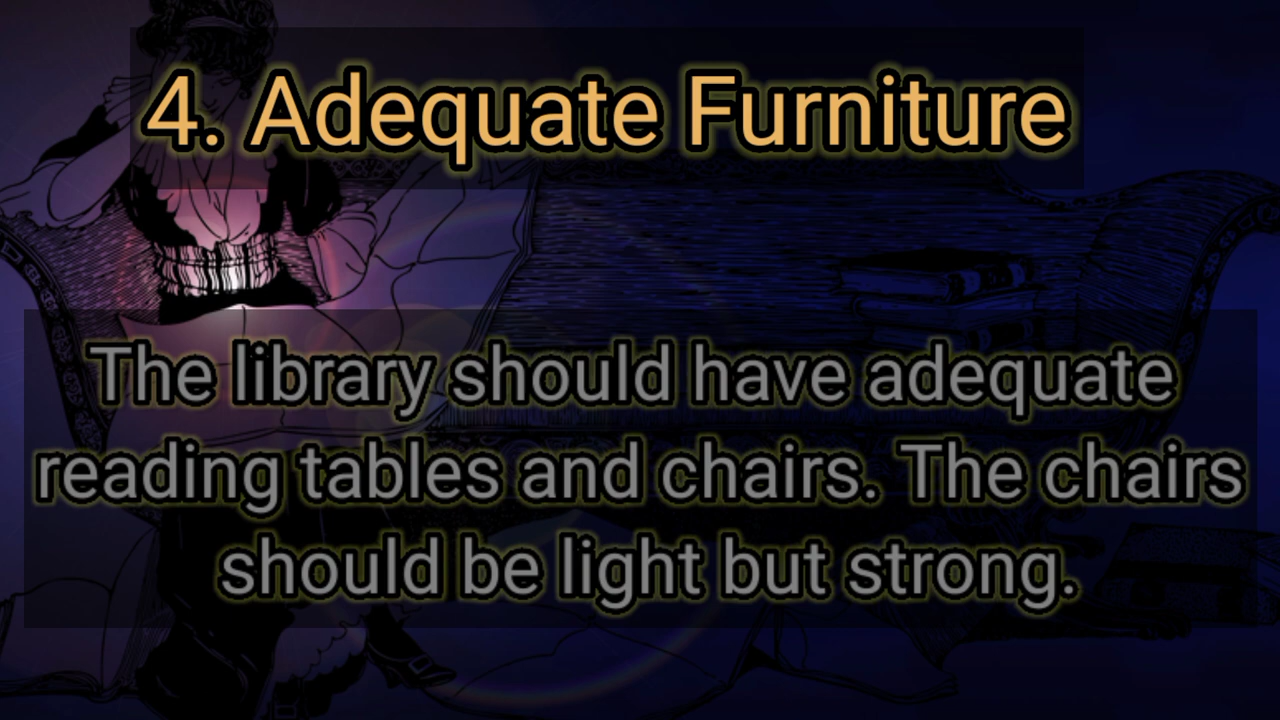 4. Adequate Furniture
The library should have adequate
reading tables and chairs. The chairs
should be light but strong.